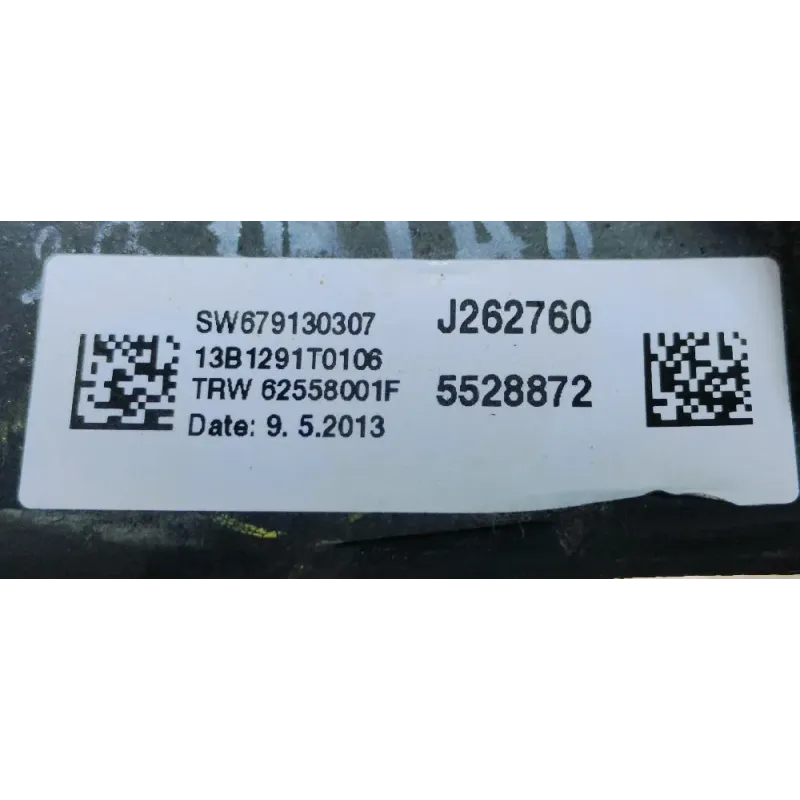 SW679130307
13B1291T0106
TRW 62558001F
Date: 9. 5.2013
J262760
5528872